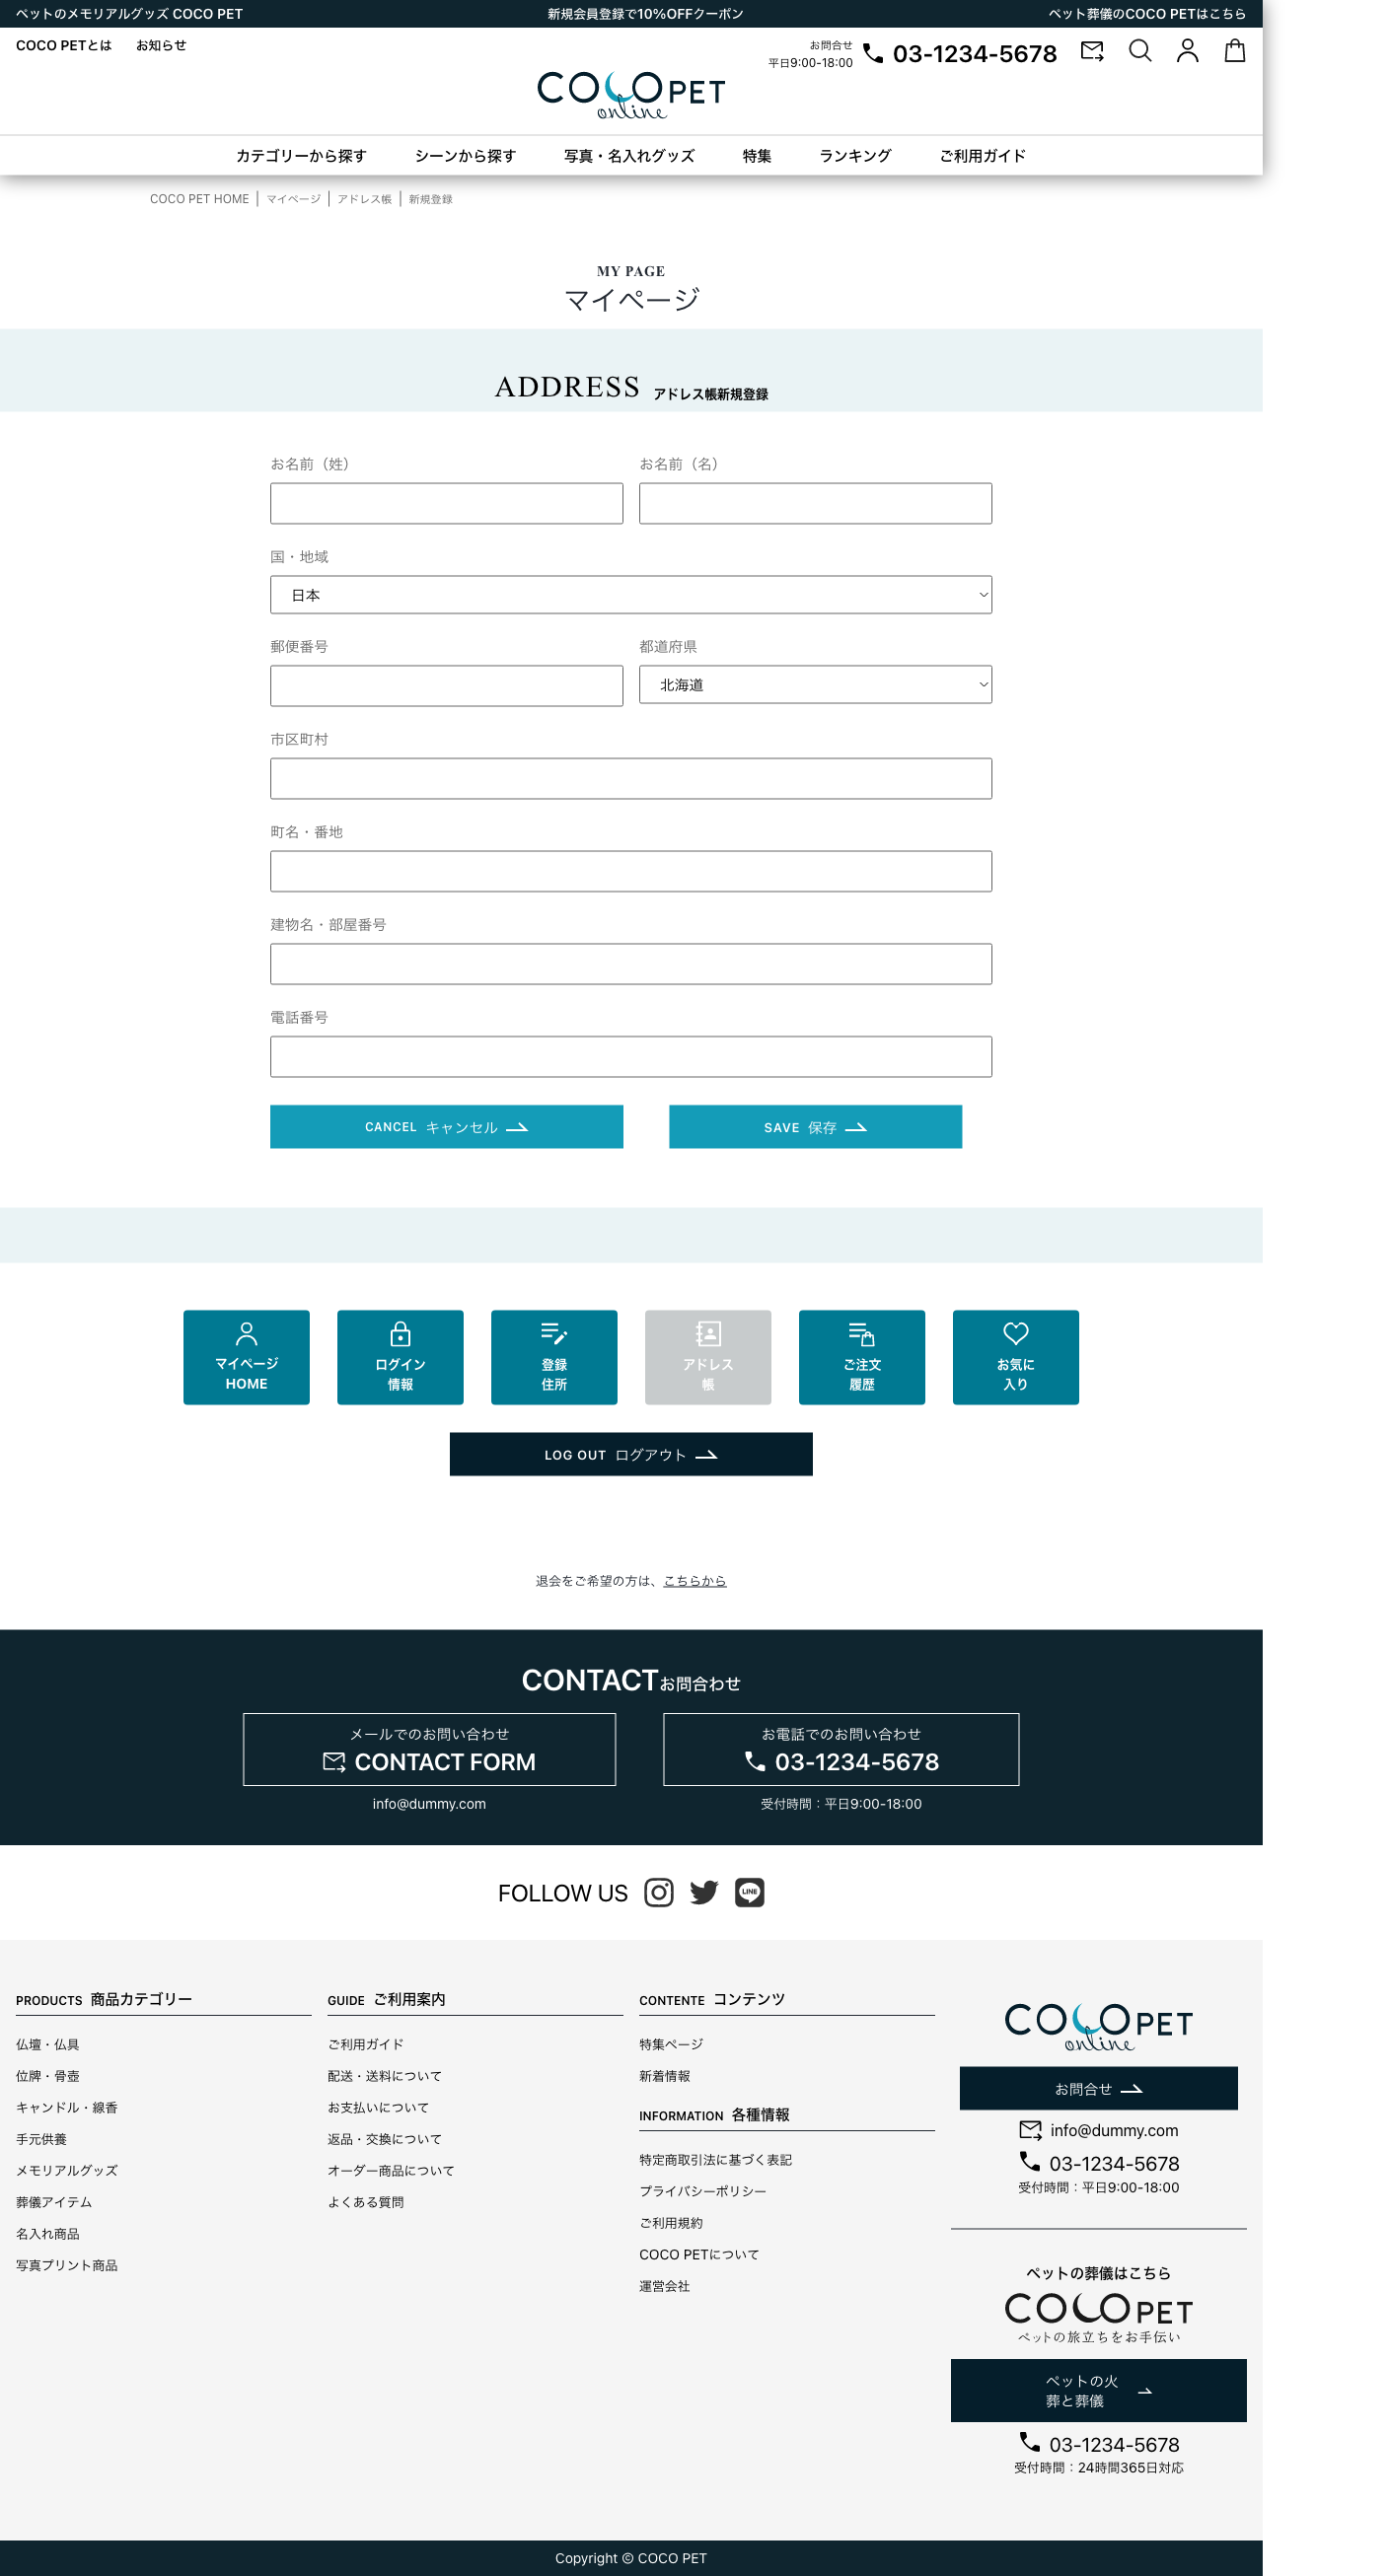 ペットのメモリアルグッズ COCO PET
新規会員登録で10%OFFクーポン
ペット葬儀のCOCO PETはこちら
COCO PETとは
お知らせ
お問合せ
平日9:00-18:00
03-1234-5678
COCO PET
online
カテゴリーから探す
シーンから探す
写真・名入れグッズ
特集
ランキング
ご利用ガイド
COCO PET HOME | マイページ | アドレス帳 | 新規登録
MY PAGE
マイページ
ADDRESS アドレス帳新規登録
お名前（姓）
お名前（名）
国・地域
日本
郵便番号
都道府県
北海道
市区町村
町名・番地
建物名・部屋番号
電話番号
CANCEL キャンセル
SAVE 保存
マイページ
HOME
ログイン
情報
登録
住所
アドレス
帳
ご注文
履歴
お気に
入り
LOG OUT ログアウト
退会をご希望の方は、こちらから
CONTACTお問合わせ
メールでのお問い合わせ
CONTACT FORM
info@dummy.com
お電話でのお問い合わせ
03-1234-5678
受付時間：平日9:00-18:00
FOLLOW US
LINE
PRODUCTS 商品カテゴリー
仏壇・仏具
位牌・骨壺
キャンドル・線香
手元供養
メモリアルグッズ
葬儀アイテム
名入れ商品
写真プリント商品
GUIDE ご利用案内
ご利用ガイド
配送・送料について
お支払いについて
返品・交換について
オーダー商品について
よくある質問
CONTENTE コンテンツ
特集ページ
新着情報
INFORMATION 各種情報
特定商取引法に基づく表記
プライバシーポリシー
ご利用規約
COCO PETについて
運営会社
COCO PET
online
お問合せ
info@dummy.com
03-1234-5678
受付時間：平日9:00-18:00
ペットの葬儀はこちら
COCO PET
ペットの旅立ちをお手伝い
ペットの火
葬と葬儀
03-1234-5678
受付時間：24時間365日対応
Copyright © COCO PET